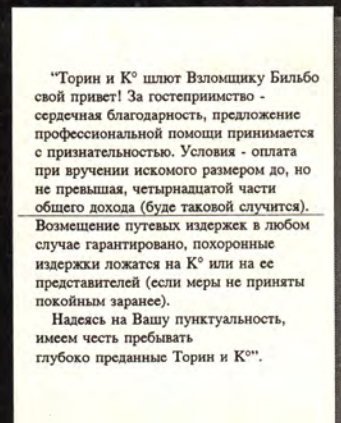 "Торин и К° шлют Взломщику Бильбо
свой привет! За гостеприимство -
сердечная благодарность, предложение
профессиональной помощи принимается
с признательностью. Условия - оплата
при вручении искомого размером до, но
не превышая, четырнадцатой части
общего дохода (буде таковой случится).
Возмещение путевых издержек в любом
случае гарантировано, похоронные
издержки ложатся на К° или на ее
представителей (если меры не приняты
покойным заранее).
Надеясь на Вашу пунктуальность,
имеем честь пребывать
глубоко преданные Торин и К°".